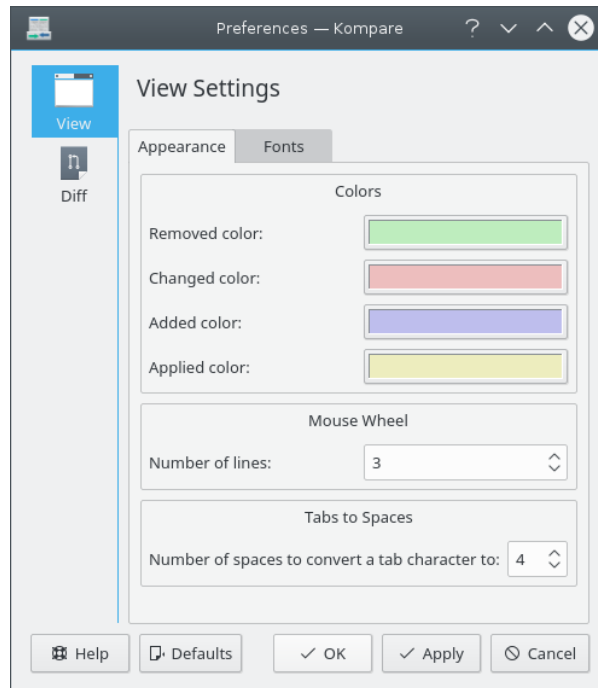 Preferences — Kompare
View
Diff
View Settings
Appearance Fonts
Colors
Removed color:
Changed color:
Added color:
Applied color:
Mouse Wheel
Number of lines: 3
Tabs to Spaces
Number of spaces to convert a tab character to: 4
Help Defaults OK Apply Cancel